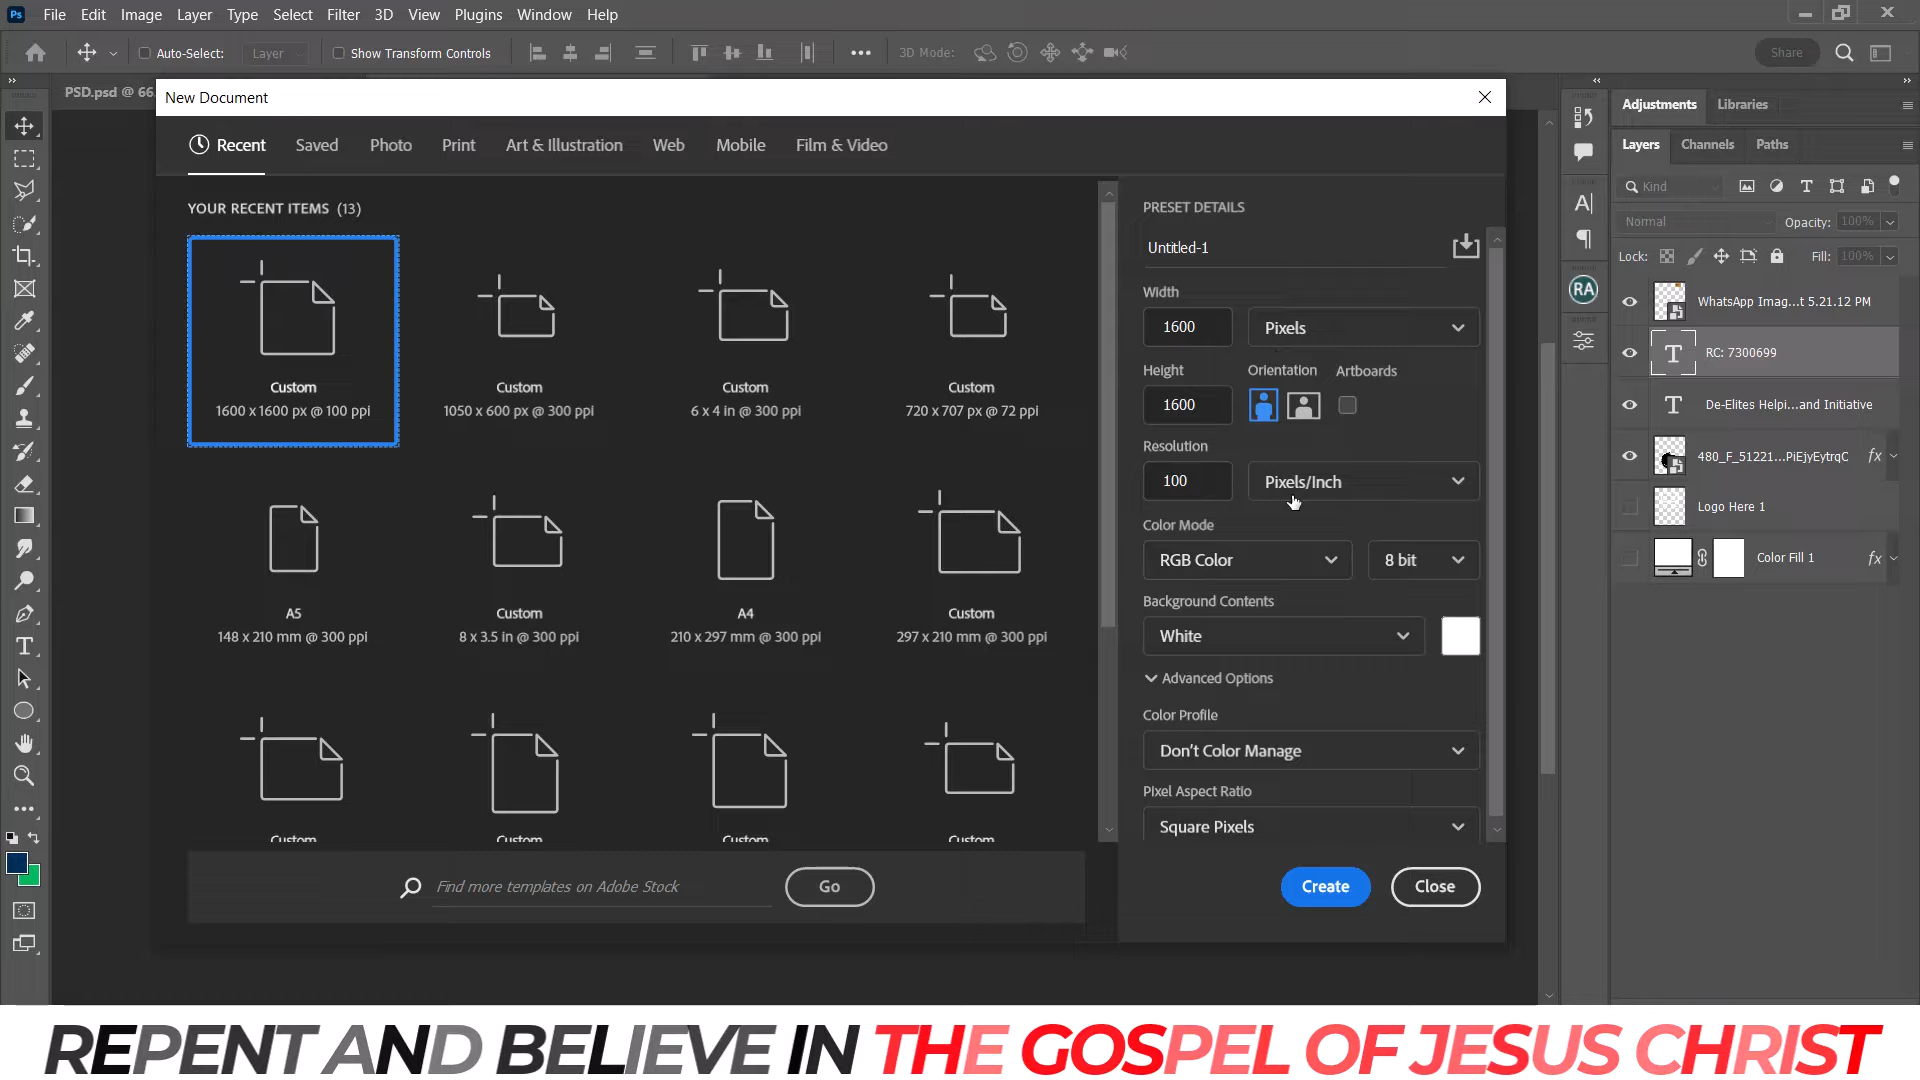 Ps File Edit Image Layer Type Select Filter 3D View Plugins Window Help
Auto-Select: Layer Show Transform Controls 3D Mode: Share
PSD.psd @ 66.
New Document
Recent Saved Photo Print Art & Illustration Web Mobile Film & Video
YOUR RECENT ITEMS (13)
Custom
1600 x 1600 px @ 100 ppi
Custom
1050 x 600 px @ 300 ppi
Custom
6 x 4 in @ 300 ppi
Custom
720 x 707 px @ 72 ppi
A5
148 x 210 mm @ 300 ppi
Custom
8 x 3.5 in @ 300 ppi
A4
210 x 297 mm @ 300 ppi
Custom
297 x 210 mm @ 300 ppi
Custom
Custom
Custom
Custom
Find more templates on Adobe Stock
Go
PRESET DETAILS
Untitled-1
Width
1600 Pixels
Height Orientation Artboards
1600
Resolution
100 Pixels/Inch
Color Mode
RGB Color 8 bit
Background Contents
White
Advanced Options
Color Profile
Don't Color Manage
Pixel Aspect Ratio
Square Pixels
Create Close
Adjustments Libraries
Layers Channels Paths
Kind
Normal Opacity: 100%
Lock: Fill: 100%
RA
WhatsApp Imag...t 5.21.12 PM
RC: 7300699
De-Elites Helpi...and Initiative
480_F_51221...PiEjyEytrqC fx
Logo Here 1
Color Fill 1 fx
REPENT AND BELIEVE IN THE GOSPEL OF JESUS CHRIST